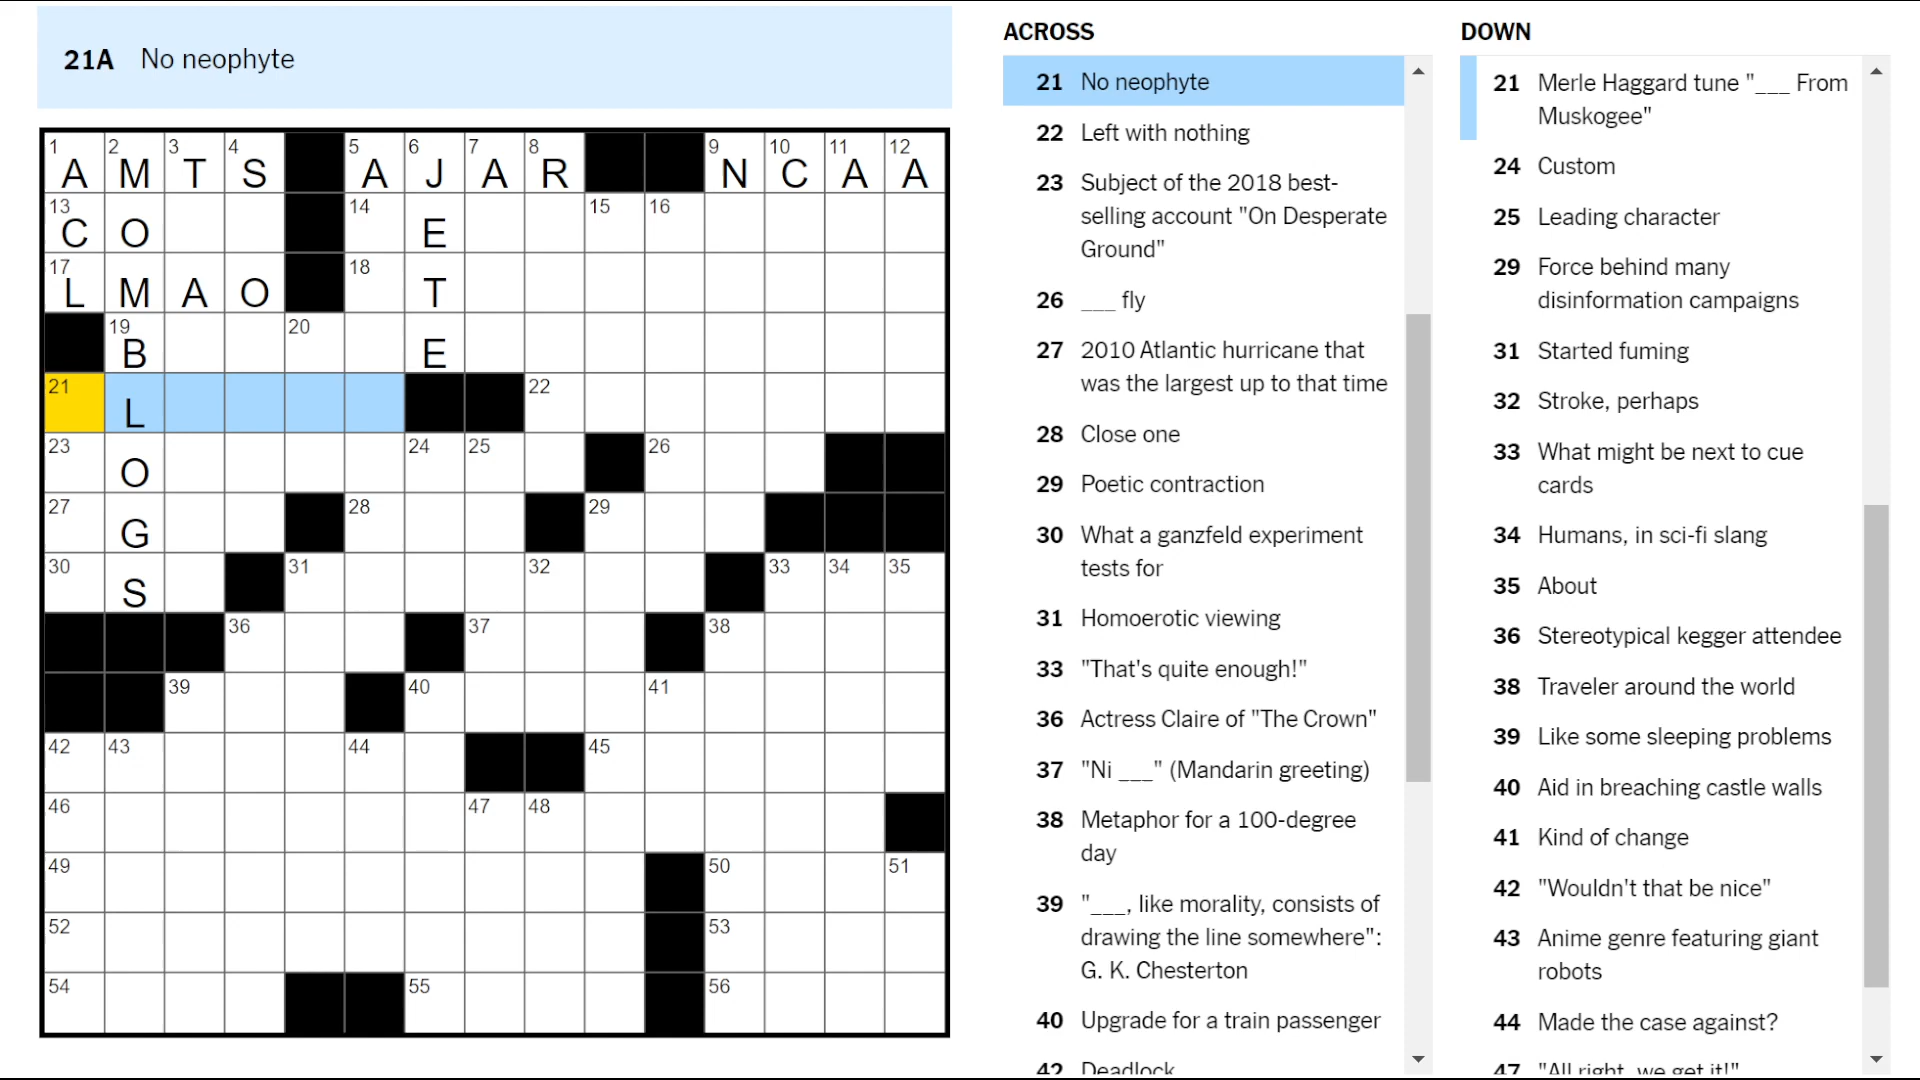 21A No neophyte
1 2 3 4 5 6 7 8 9 10 11 12
A M T S A J A R N C A A
13 14 15 16
C O E
17 18
L M A O T
19 20
B E
21 22
L
23 24 25 26
O
27 28 29
G
30 31 32 33 34 35
S
36 37 38
39 40 41
42 43 44 45
46 47 48
49 50 51
52 53
54 55 56
ACROSS
21 No neophyte
22 Left with nothing
23 Subject of the 2018 best-
selling account "On Desperate
Ground"
26 ___ fly
27 2010 Atlantic hurricane that
was the largest up to that time
28 Close one
29 Poetic contraction
30 What a ganzfeld experiment
tests for
31 Homoerotic viewing
33 "That's quite enough!"
36 Actress Claire of "The Crown"
37 "Ni ___" (Mandarin greeting)
38 Metaphor for a 100-degree
day
39 "___, like morality, consists of
drawing the line somewhere":
G. K. Chesterton
40 Upgrade for a train passenger
42 Deadlock
DOWN
21 Merle Haggard tune "___ From
Muskogee"
24 Custom
25 Leading character
29 Force behind many
disinformation campaigns
31 Started fuming
32 Stroke, perhaps
33 What might be next to cue
cards
34 Humans, in sci-fi slang
35 About
36 Stereotypical kegger attendee
38 Traveler around the world
39 Like some sleeping problems
40 Aid in breaching castle walls
41 Kind of change
42 "Wouldn't that be nice"
43 Anime genre featuring giant
robots
44 Made the case against?
47 "All right, we get it!"